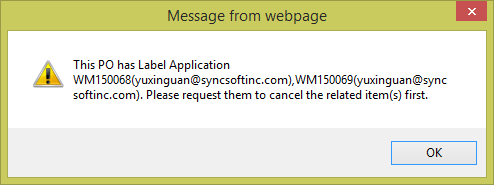 Message from webpage
This PO has Label Application
WM150068(yuxinguan@syncsoftinc.com),WM150069(yuxinguan@sync
softinc.com). Please request them to cancel the related item(s) first.
OK